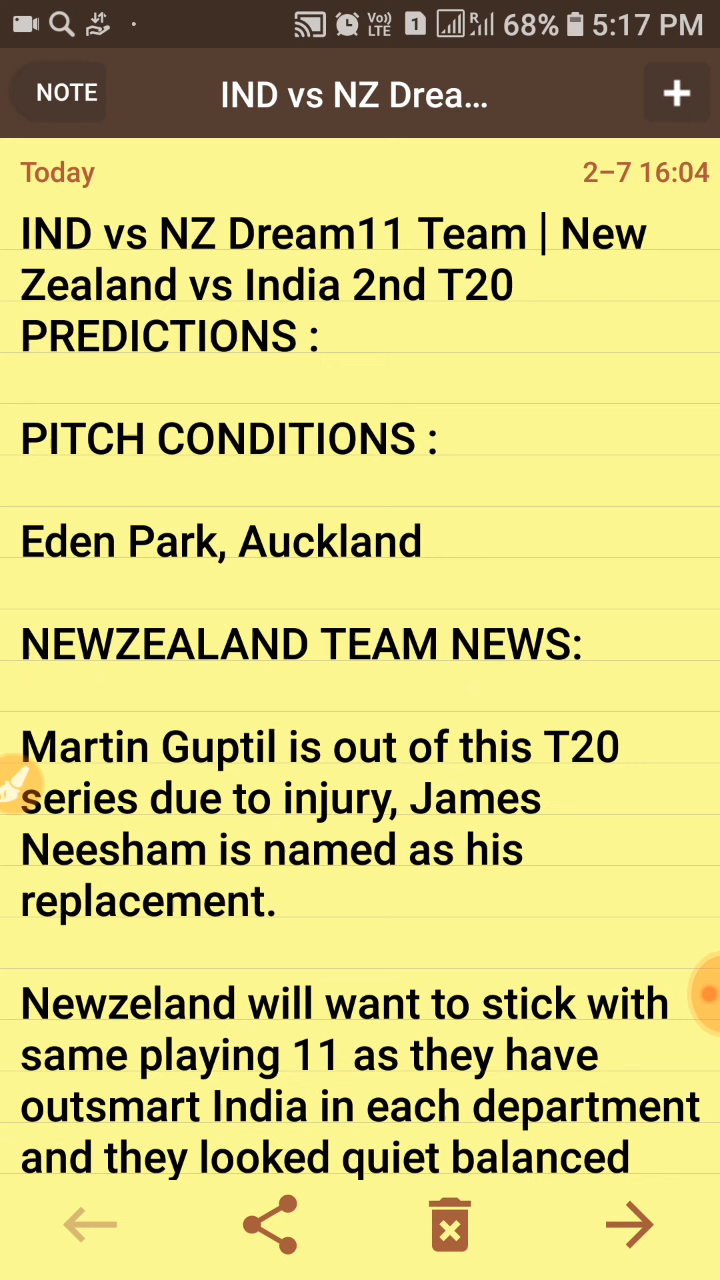 Vo)) LTE 1 R 68% 5:17 PM
NOTE IND vs NZ Drea... +
Today 2-7 16:04
IND vs NZ Dream11 Team | New
Zealand vs India 2nd T20
PREDICTIONS :
PITCH CONDITIONS :
Eden Park, Auckland
NEWZEALAND TEAM NEWS:
Martin Guptil is out of this T20
series due to injury, James
Neesham is named as his
replacement.
Newzeland will want to stick with
same playing 11 as they have
outsmart India in each department
and they looked quiet balanced